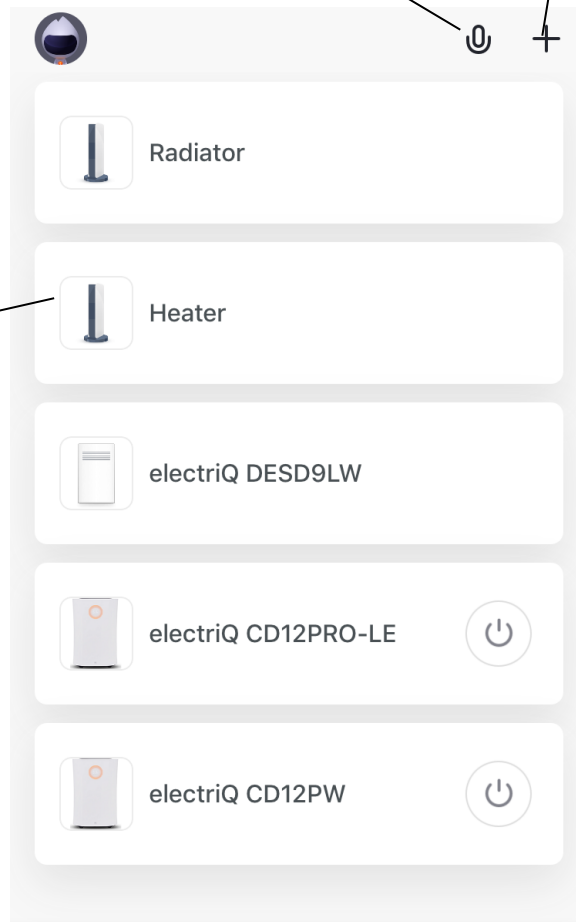 Radiator
Heater
electriQ DESD9LW
electriQ CD12PRO-LE
electriQ CD12PW